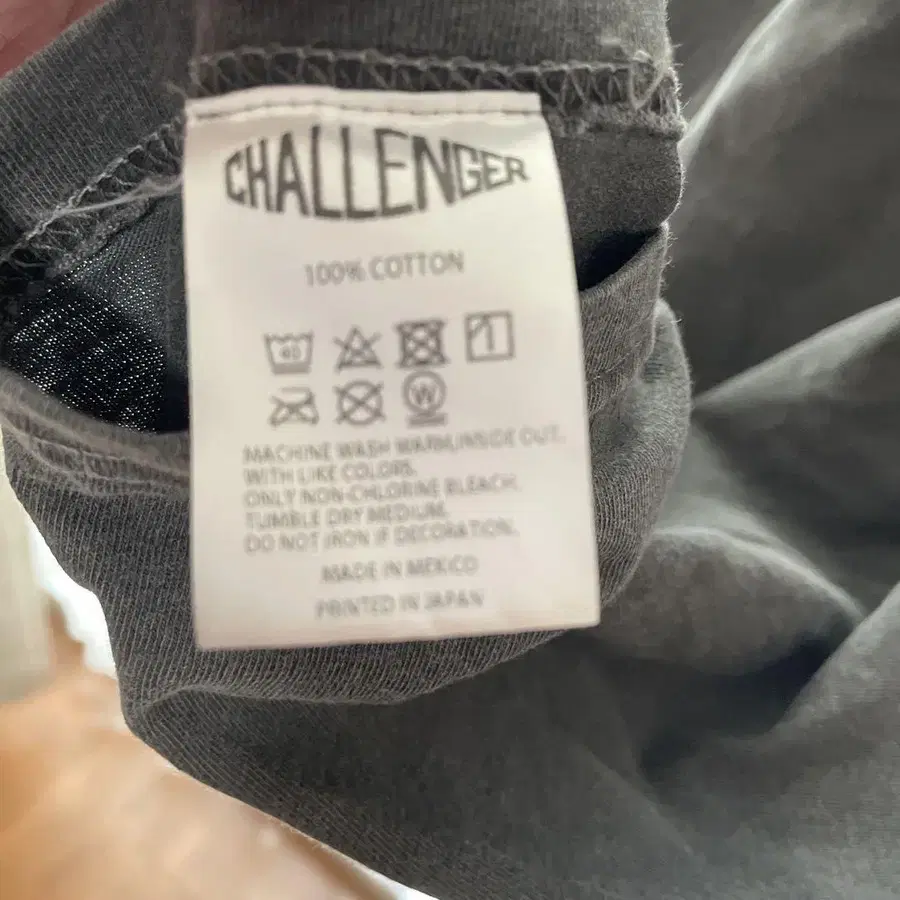 CHALLENGER
100% COTTON
40
W
MACHINE WASH WARM,INSIDE OUT,
WITH LIKE COLORS.
ONLY NON-CHLORINE BLEACH.
TUMBLE DRY MEDIUM.
DO NOT IRON IF DECORATION.
MADE IN MEXICO
PRINTED IN JAPAN